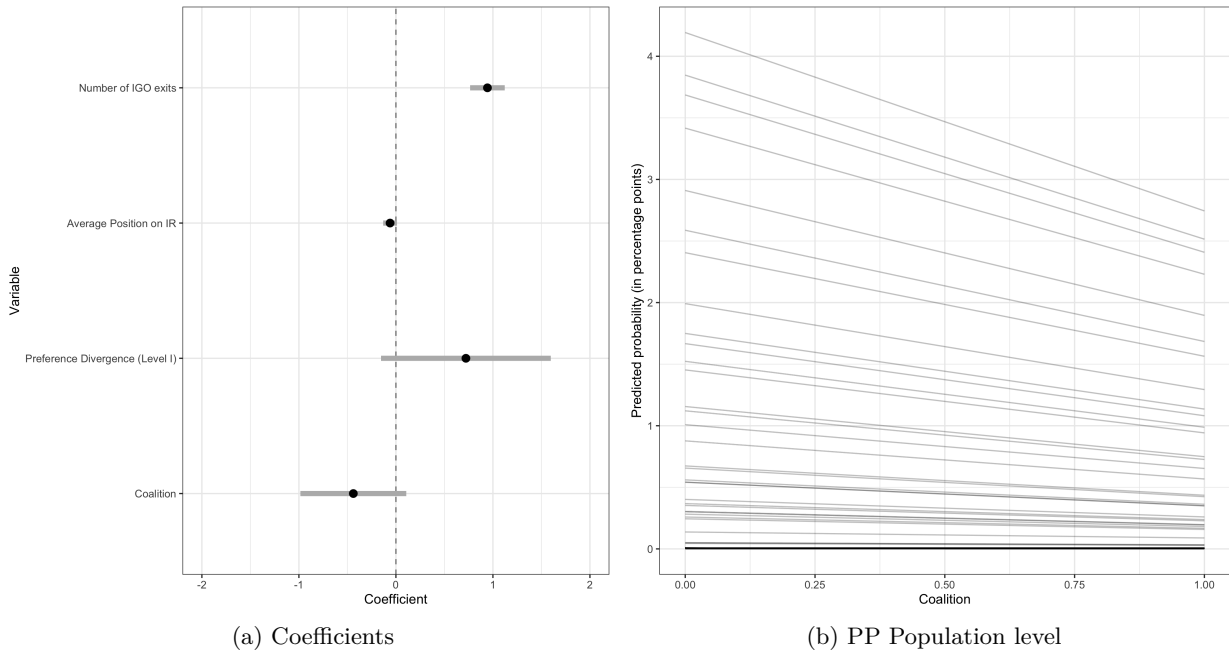 Variable
Number of IGO exits
Average Position on IR
Preference Divergence (Level I)
Coalition
-2
-1
0
1
2
Coefficient
(a) Coefficients
Predicted probability (in percentage points)
4
3
2
1
0
0.00
0.25
0.50
0.75
1.00
Coalition
(b) PP Population level